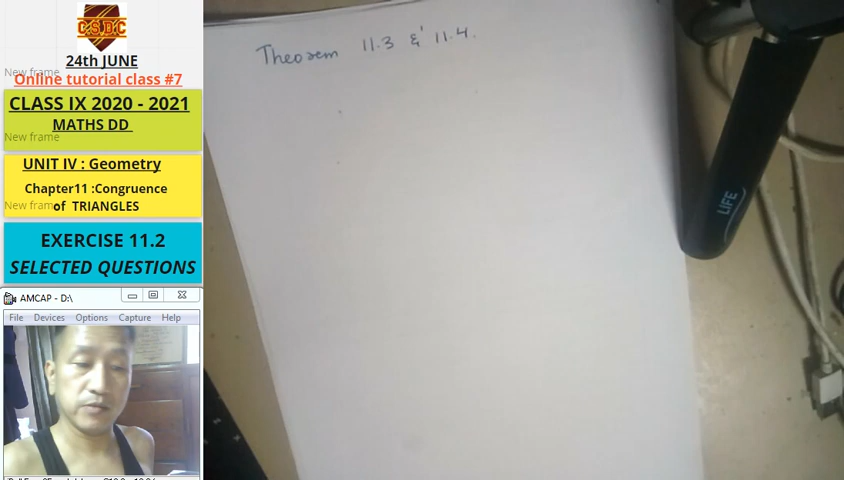 CSDC
24th JUNE
New frame
Online tutorial class #7
CLASS IX 2020 - 2021
MATHS DD
New frame
UNIT IV : Geometry
Chapter11 :Congruence
New fram
of TRIANGLES
EXERCISE 11.2
SELECTED QUESTIONS
AMCAP - D:\
File Devices Options Capture Help
Theorem 11.3 & 11.4.
LIFE